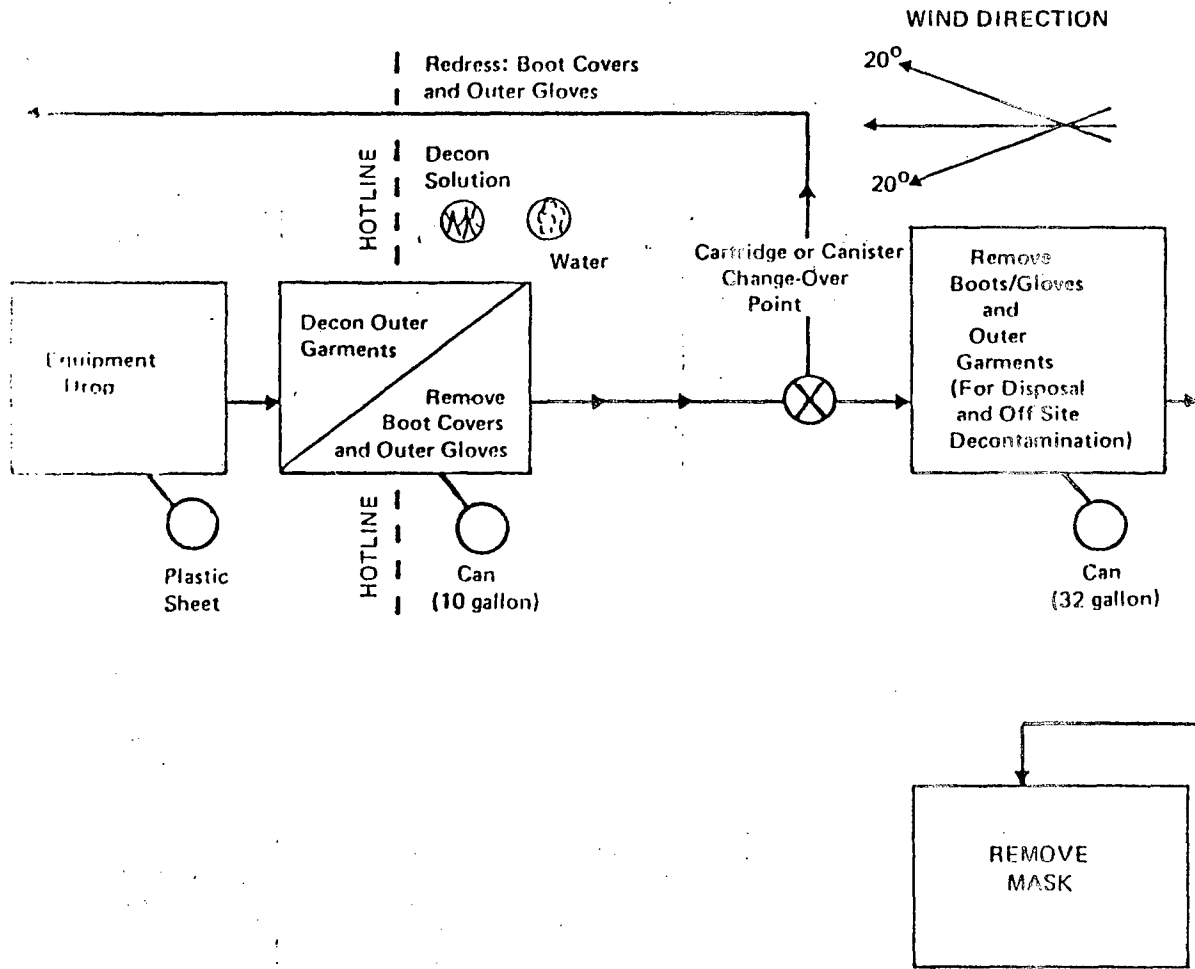 WIND DIRECTION
20°
20°
Redress: Boot Covers
and Outer Gloves
HOTLINE
Decon
Solution
Water
Cartridge or Canister
Change-Over
Point
Equipment
Drop
Decon Outer
Garments
Remove
Boot Covers
and Outer Gloves
Remove
Boots/Gloves
and
Outer
Garments
(For Disposal
and Off Site
Decontamination)
HOTLINE
Plastic
Sheet
Can
(10 gallon)
Can
(32 gallon)
REMOVE
MASK